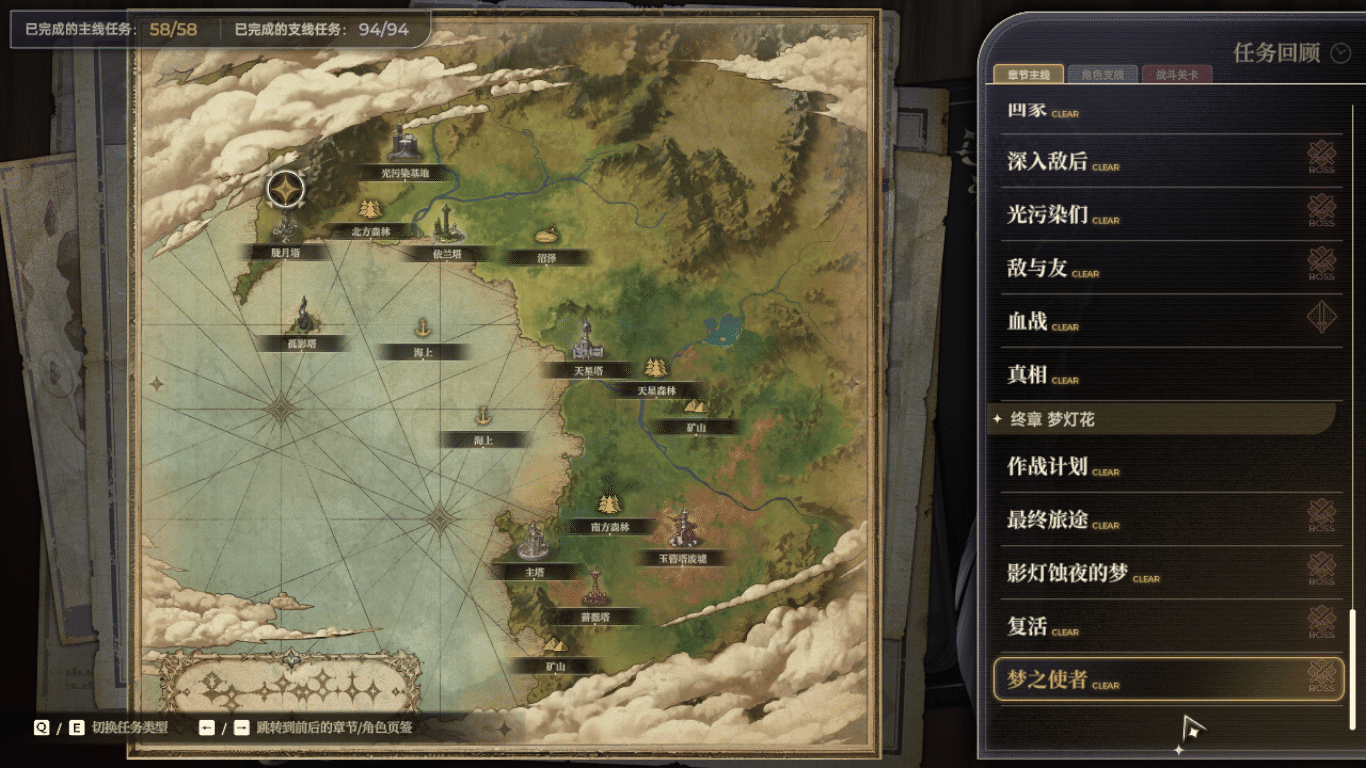 已完成的主线任务: 58/58 已完成的支线任务: 94/94
任务回顾
章节主线 角色支线 战斗关卡
回家 CLEAR
深入敌后 CLEAR BOSS
光污染们 CLEAR BOSS
敌与友 CLEAR BOSS
血战 CLEAR
真相 CLEAR
终章 梦灯花
作战计划 CLEAR
最终旅途 CLEAR BOSS
影灯蚀夜的梦 CLEAR BOSS
复活 CLEAR BOSS
梦之使者 CLEAR BOSS
光污染基地
北方森林
胧月塔
依兰塔
沼泽
孤影塔
海上
天星塔
天星森林
矿山
海上
南方森林
玉簪塔废墟
主塔
蔷薇塔
矿山
Q / E 切换任务类型 ← / → 跳转到前后的章节/角色页签